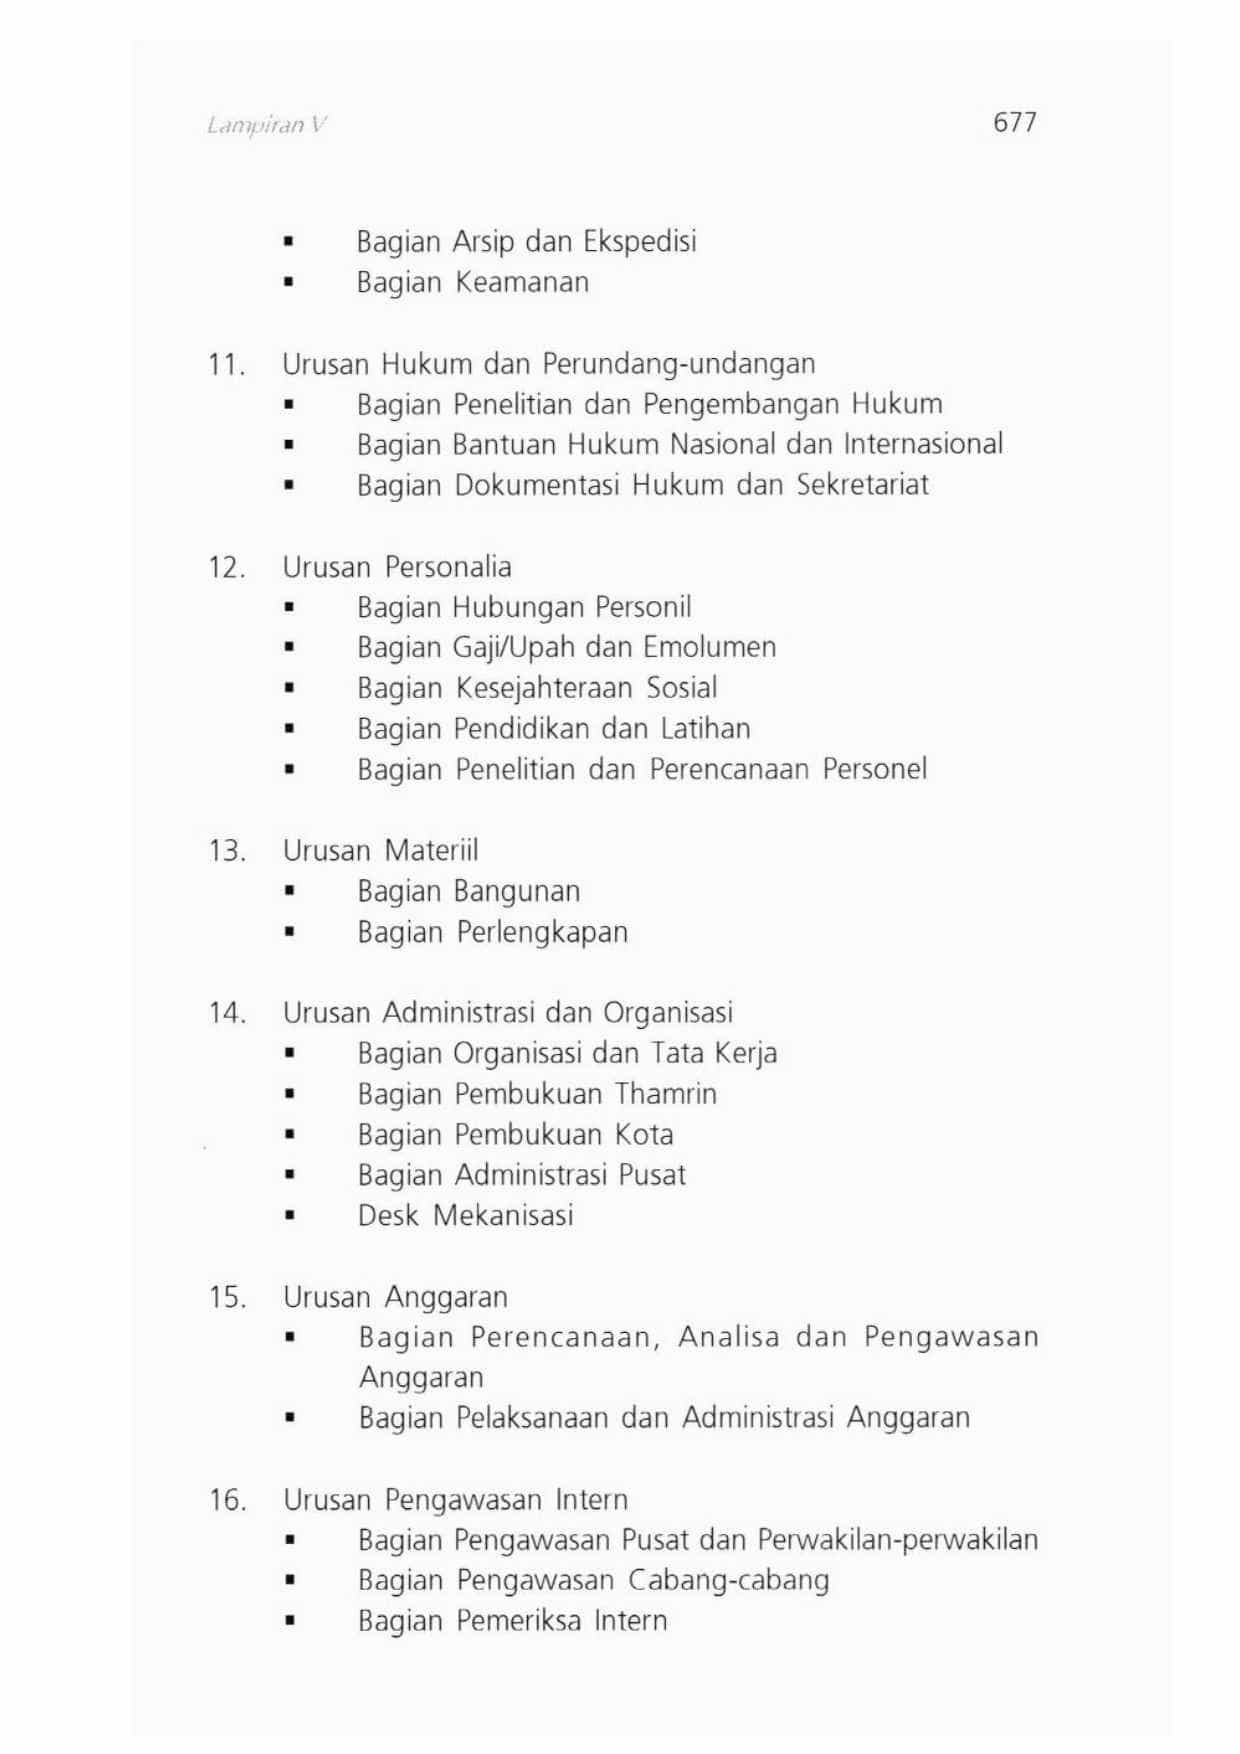 Lampiran V 677
▪ Bagian Arsip dan Ekspedisi
▪ Bagian Keamanan
11. Urusan Hukum dan Perundang-undangan
▪ Bagian Penelitian dan Pengembangan Hukum
▪ Bagian Bantuan Hukum Nasional dan Internasional
▪ Bagian Dokumentasi Hukum dan Sekretariat
12. Urusan Personalia
▪ Bagian Hubungan Personil
▪ Bagian Gaji/Upah dan Emolumen
▪ Bagian Kesejahteraan Sosial
▪ Bagian Pendidikan dan Latihan
▪ Bagian Penelitian dan Perencanaan Personel
13. Urusan Materiil
▪ Bagian Bangunan
▪ Bagian Perlengkapan
14. Urusan Administrasi dan Organisasi
▪ Bagian Organisasi dan Tata Kerja
▪ Bagian Pembukuan Thamrin
▪ Bagian Pembukuan Kota
▪ Bagian Administrasi Pusat
▪ Desk Mekanisasi
15. Urusan Anggaran
▪ Bagian Perencanaan, Analisa dan Pengawasan
Anggaran
▪ Bagian Pelaksanaan dan Administrasi Anggaran
16. Urusan Pengawasan Intern
▪ Bagian Pengawasan Pusat dan Perwakilan-perwakilan
▪ Bagian Pengawasan Cabang-cabang
▪ Bagian Pemeriksa Intern